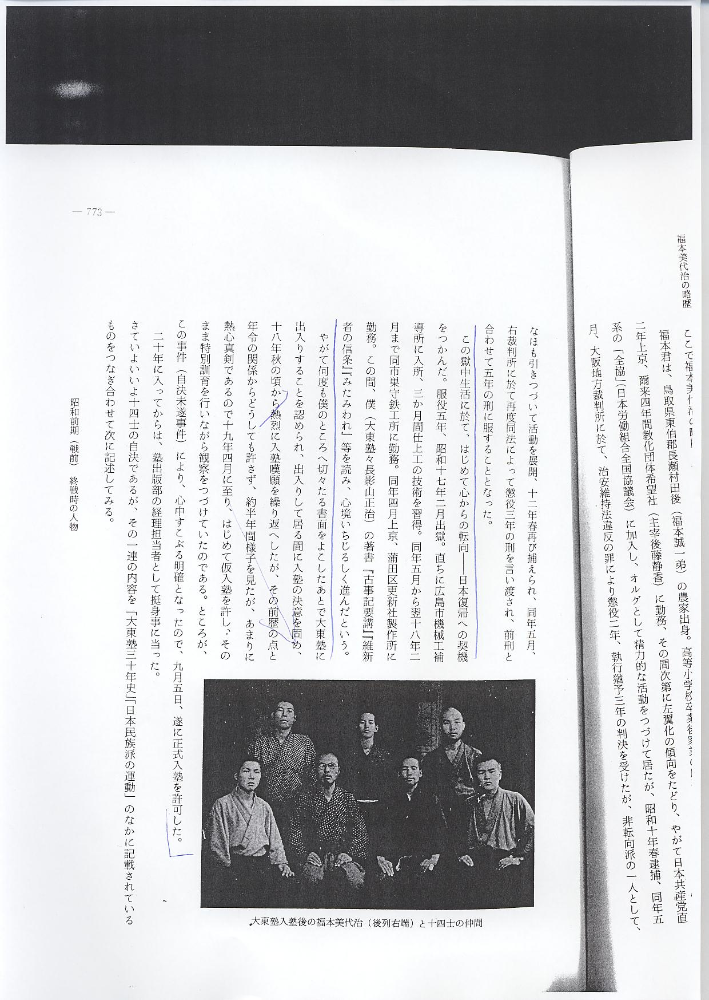 福本美代治の略歴
ここで福本美代治の略
福本君は、鳥取県東伯郡長瀬村田後（福本誠一弟）の農家出身。高等小学校卒業後家
二年上京、爾来四年間教化団体希望社（主宰後藤静香）に勤務、その間次第に左翼化の傾向をたどり、やがて日本共産党直
系の「全協」（日本労働組合全国協議会）に加入し、オルグとして精力的な活動をつづけて居たが、昭和十年春逮捕、同年五
月、大阪地方裁判所に於て、治安維持法違反の罪により懲役二年、執行猶予三年の判決を受けたが、非転向派の一人として、
なほも引きつづいて活動を展開、十二年春再び捕えられ、同年五月、
右裁判所に於て再度同法によって懲役三年の刑を言い渡され、前刑と
合わせて五年の刑に服することとなった。
この獄中生活に於て、はじめて心からの転向――日本復帰への契機
をつかんだ。服役五年、昭和十七年二月出獄。直ちに広島市機械工補
導所に入所、三か月間仕上工の技術を習得。同年五月から翌十八年二
月まで同市巣守鉄工所に勤務。同年四月上京、蒲田区更新社製作所に
勤務。この間、僕（大東塾々長影山正治）の著書『古事記要講』『維新
者の信条』『みたみわれ』等を読み、心境いちじるしく進んだという。
やがて何度も僕のところへ切々たる書面をよこしたあとで大東塾に
出入りすることを認められ、出入りして居る間に入塾の決意を固め、
十八年秋の頃から熱烈に入塾嘆願を繰り返へしたが、その前歴の点と
年令の関係からどうしても許さず、約半年間様子を見たが、あまりに
熱心真剣であるので十九年四月に至り、はじめて仮入塾を許し、その
まま特別訓育を行いながら観察をつづけていたのである。ところが、
この事件（自決未遂事件）により、心中すこぶる明確となったので、九月五日、遂に正式入塾を許可した。
二十年に入ってからは、塾出版部の経理担当者として挺身事に当った。
さていよいよ十四士の自決であるが、その一連の内容を「大東塾三十年史」「日本民族派の運動」のなかに記載されている
ものをつなぎ合わせて次に記述してみる。
大東塾入塾後の福本美代治（後列右端）と十四士の仲間
昭和前期（戦前）　終戦時の人物
― 773 ―